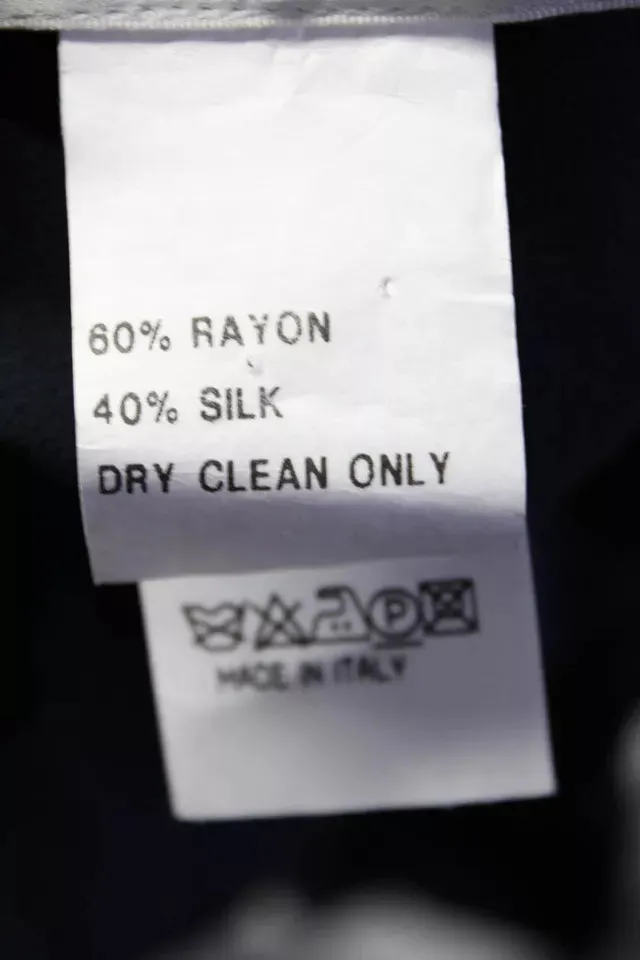 60% RAYON
40% SILK
DRY CLEAN ONLY
P
MADE IN ITALY